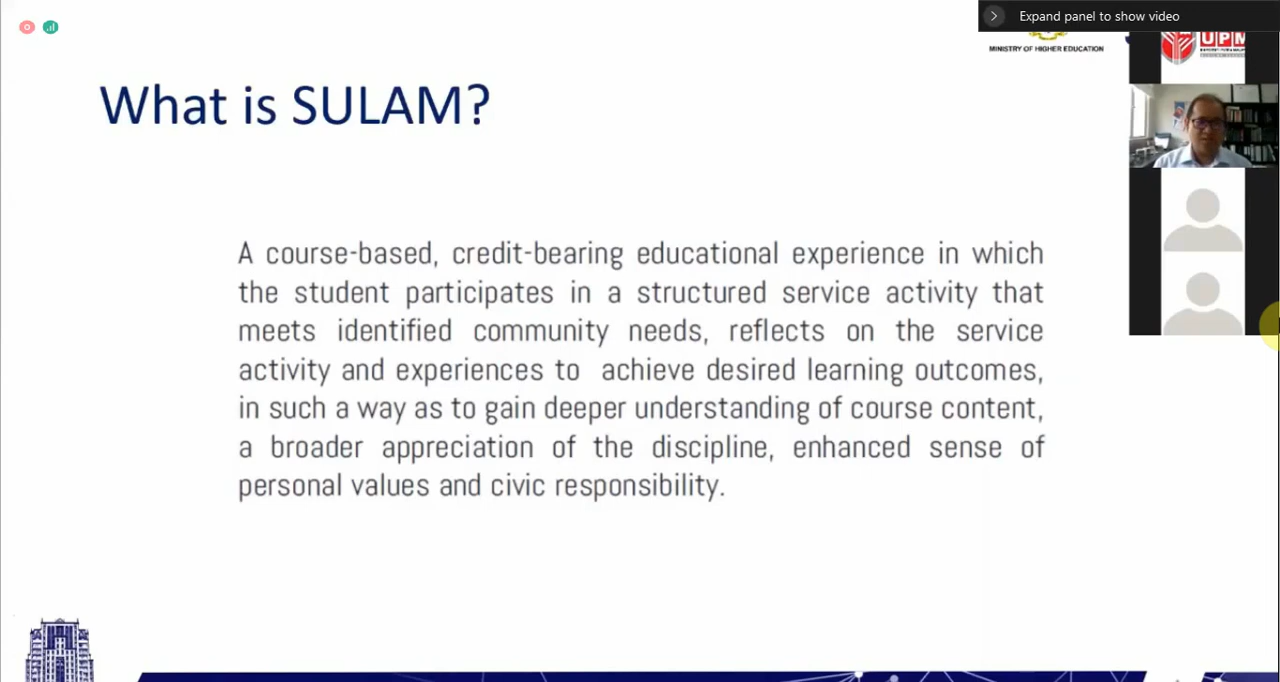 Expand panel to show video
MINISTRY OF HIGHER EDUCATION
UPM
What is SULAM?
A course-based, credit-bearing educational experience in which
the student participates in a structured service activity that
meets identified community needs, reflects on the service
activity and experiences to achieve desired learning outcomes,
in such a way as to gain deeper understanding of course content,
a broader appreciation of the discipline, enhanced sense of
personal values and civic responsibility.